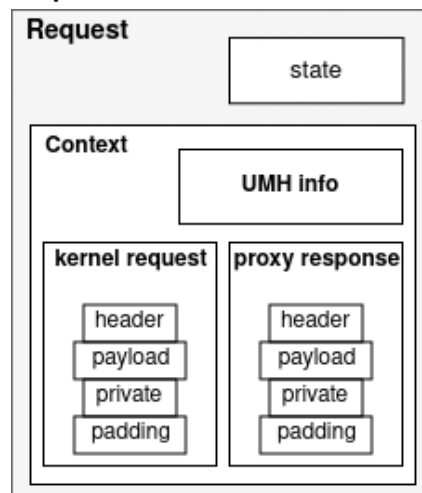 Request
state
Context
UMH info
kernel request
proxy response
header
header
payload
payload
private
private
padding
padding